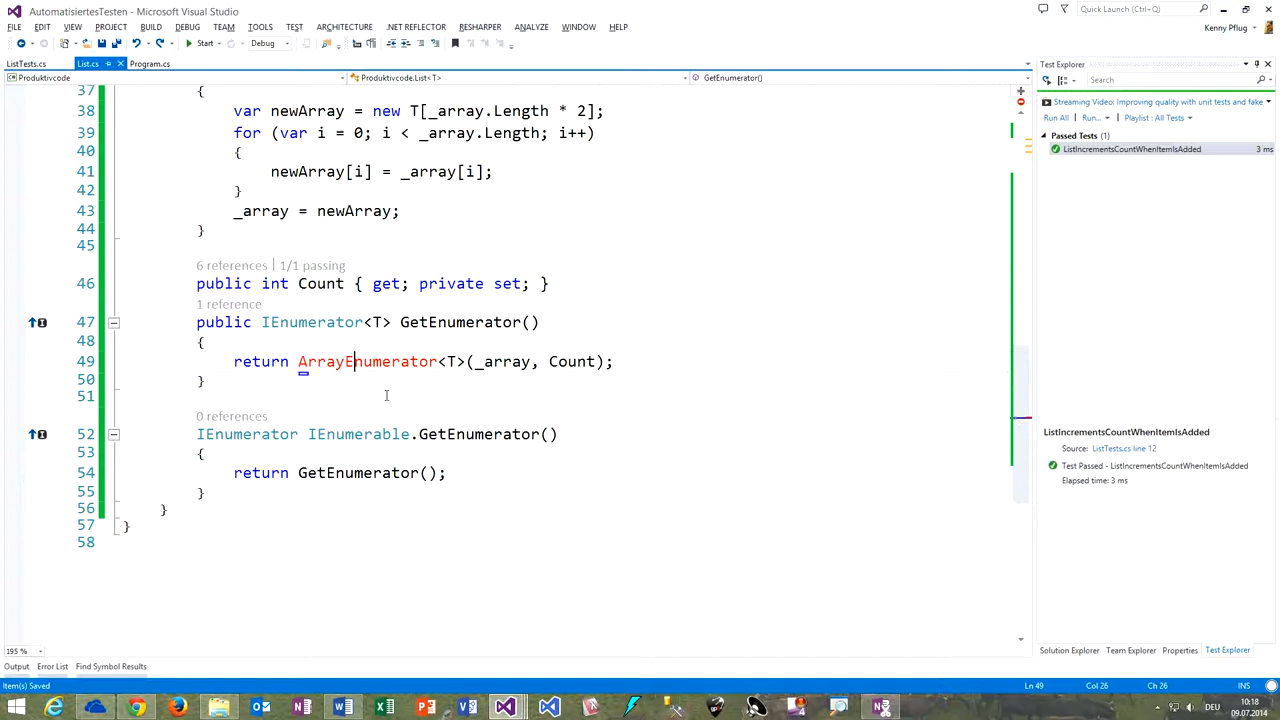 AutomatisiertesTesten - Microsoft Visual Studio
Quick Launch (Ctrl+Q)
FILE EDIT VIEW PROJECT BUILD DEBUG TEAM TOOLS TEST ARCHITECTURE .NET REFLECTOR RESHARPER ANALYZE WINDOW HELP
Kenny Pflug
Start Debug
ListTests.cs List.cs Program.cs
Test Explorer
Produktivcode Produktivcode.List<T> GetEnumerator()
Search
Streaming Video: Improving quality with unit tests and fake
Run All Run... Playlist : All Tests
Passed Tests (1)
ListIncrementsCountWhenItemIsAdded 3 ms
37 {
38 var newArray = new T[_array.Length * 2];
39 for (var i = 0; i < _array.Length; i++)
40 {
41 newArray[i] = _array[i];
42 }
43 _array = newArray;
44 }
45
6 references | 1/1 passing
46 public int Count { get; private set; }
1 reference
47 public IEnumerator<T> GetEnumerator()
48 {
49 return ArrayEnumerator<T>(_array, Count);
50 }
51
0 references
52 IEnumerator IEnumerable.GetEnumerator()
53 {
54 return GetEnumerator();
55 }
56 }
57 }
58
ListIncrementsCountWhenItemIsAdded
Source: ListTests.cs line 12
Test Passed - ListIncrementsCountWhenItemIsAdded
Elapsed time: 3 ms
195 %
Solution Explorer Team Explorer Properties Test Explorer
Output Error List Find Symbol Results
Item(s) Saved Ln 49 Col 26 Ch 26 INS
DEU
10:18
09.07.2014